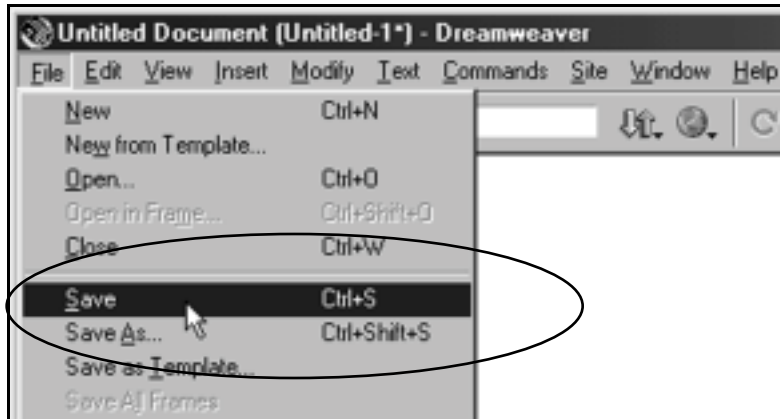 Untitled Document (Untitled-1*) - Dreamweaver
File Edit View Insert Modify Text Commands Site Window Help
New Ctrl+N
New from Template...
Open... Ctrl+O
Open in Frame... Ctrl+Shift+O
Close Ctrl+W
Save Ctrl+S
Save As... Ctrl+Shift+S
Save as Template...
Save All Frames